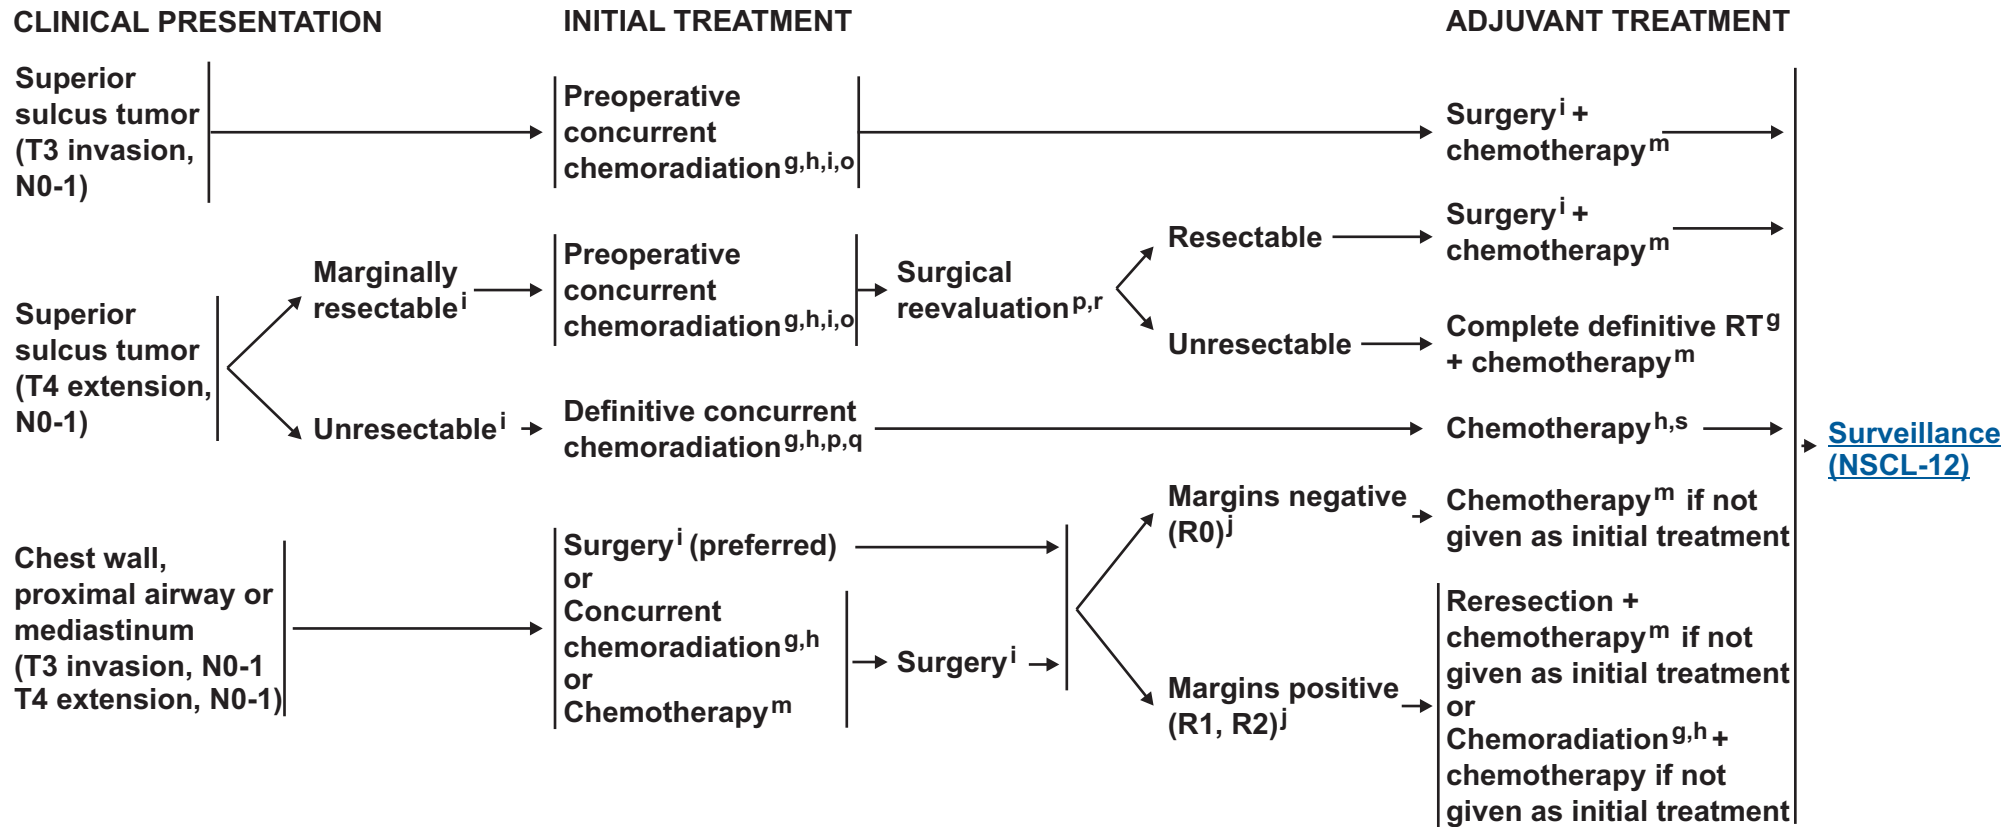 CLINICAL PRESENTATION
INITIAL TREATMENT
ADJUVANT TREATMENT
Superior
sulcus tumor
(T3 invasion,
N0-1)
Preoperative
concurrent
chemoradiation g,h,i,o
Surgery i +
chemotherapy m
Superior
sulcus tumor
(T4 extension,
N0-1)
Marginally
resectable i
Preoperative
concurrent
chemoradiation g,h,i,o
Surgical
reevaluation p,r
Resectable
Surgery i +
chemotherapy m
Unresectable
Complete definitive RT g
+ chemotherapy m
Unresectable i
Definitive concurrent
chemoradiation g,h,p,q
Chemotherapy h,s
Chest wall,
proximal airway or
mediastinum
(T3 invasion, N0-1
T4 extension, N0-1)
Surgery i (preferred)
or
Concurrent
chemoradiation g,h
or
Chemotherapy m
Surgery i
Margins negative
(R0) j
Chemotherapy m if not
given as initial treatment
Margins positive
(R1, R2) j
Reresection +
chemotherapy m if not
given as initial treatment
or
Chemoradiation g,h +
chemotherapy if not
given as initial treatment
Surveillance
(NSCL-12)